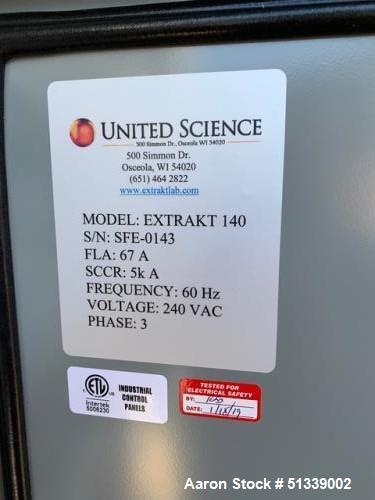 UNITED SCIENCE
500 Simmon Dr., Osceola WI 54020
500 Simmon Dr.
Osceola, WI 54020
(651) 464 2822
www.extraktlab.com
MODEL: EXTRAKT 140
S/N: SFE-0143
FLA: 67 A
SCCR: 5k A
FREQUENCY: 60 Hz
VOLTAGE: 240 VAC
PHASE: 3
ETL
Intertek
5006230
INDUSTRIAL
CONTROL
PANELS
TESTED FOR
ELECTRICAL SAFETY
BY:
DATE:
Aaron Stock #51339002